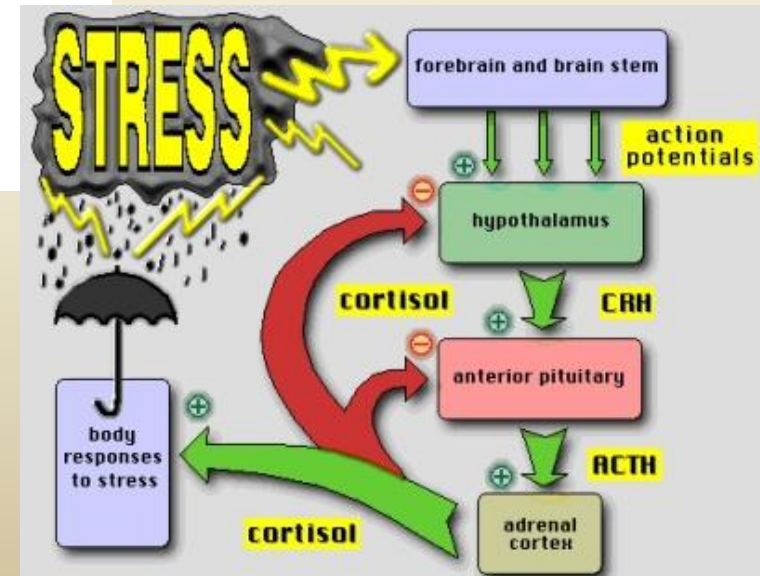 STRESS
forebrain and brain stem
action
potentials
+
-
hypothalamus
cortisol
CRH
+
-
anterior pituitary
+
body
responses
to stress
ACTH
+
cortisol
adrenal
cortex